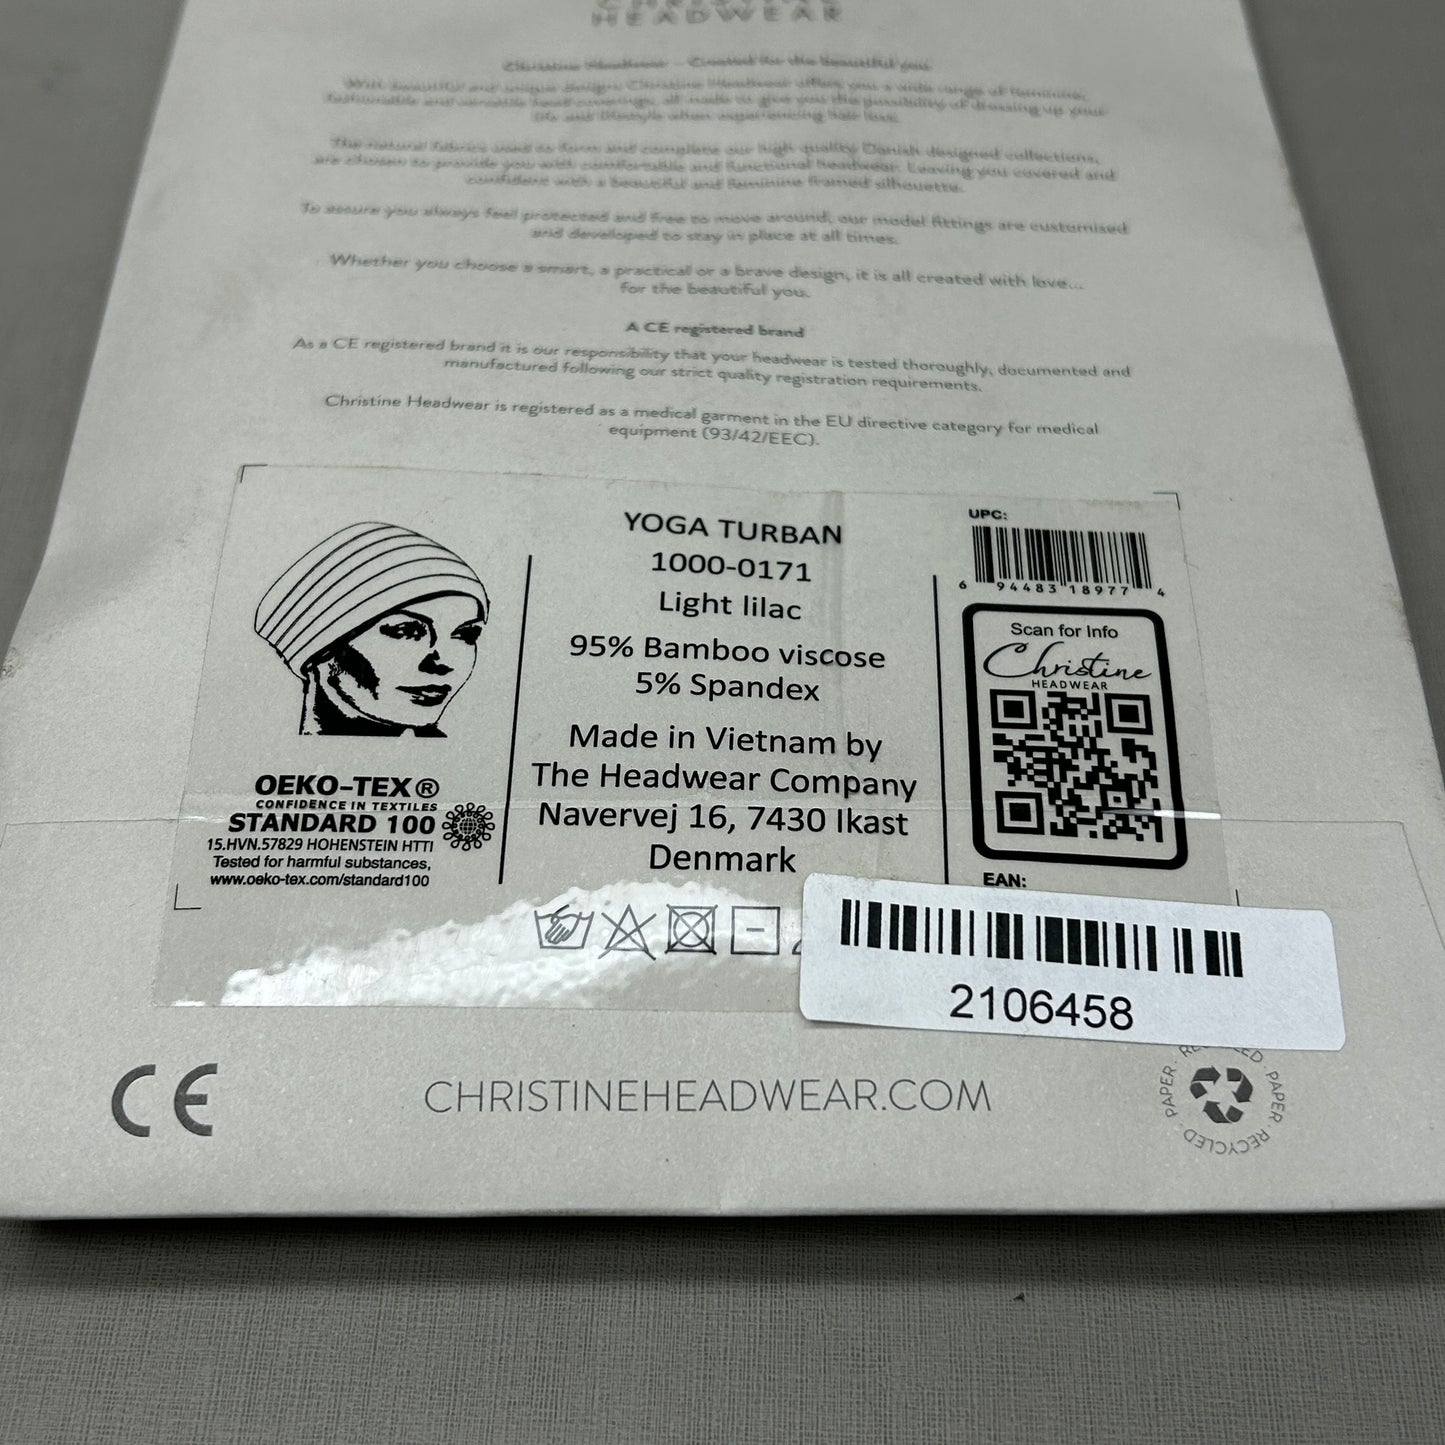 HEADWEAR
Christine Headwear – Created for the beautiful you
With beautiful and unique designs Christine Headwear offers you a wide range of feminine,
fashionable and versatile head coverings, all made to give you the possibility of dressing up your
life and lifestyle when experiencing hair loss.
The natural fabrics used to form and complete our high quality Danish designed collections,
are chosen to provide you with comfortable and functional headwear. Leaving you covered and
confident with a beautiful and feminine framed silhouette.
To assure you always feel protected and free to move around, our model fittings are customised
and developed to stay in place at all times.
Whether you choose a smart, a practical or a brave design, it is all created with love...
for the beautiful you.
A CE registered brand
As a CE registered brand it is our responsibility that your headwear is tested thoroughly, documented and
manufactured following our strict quality registration requirements.
Christine Headwear is registered as a medical garment in the EU directive category for medical
equipment (93/42/EEC).
OEKO-TEX®
CONFIDENCE IN TEXTILES
STANDARD 100
15.HVN.57829 HOHENSTEIN HTTI
Tested for harmful substances,
www.oeko-tex.com/standard100
YOGA TURBAN
1000-0171
Light lilac
95% Bamboo viscose
5% Spandex
Made in Vietnam by
The Headwear Company
Navervej 16, 7430 Ikast
Denmark
UPC:
6 94483 18977 4
Scan for Info
Christine
HEADWEAR
EAN:
2106458
CE
CHRISTINEHEADWEAR.COM
RECYCLED PAPER · RECYCLED PAPER ·